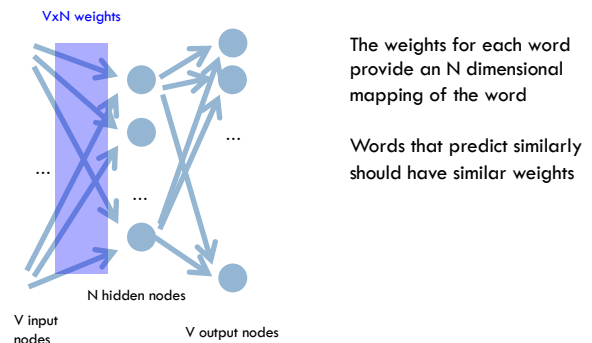 VxN weights
The weights for each word
provide an N dimensional
mapping of the word
Words that predict similarly
should have similar weights
...
...
...
N hidden nodes
V input
nodes
V output nodes